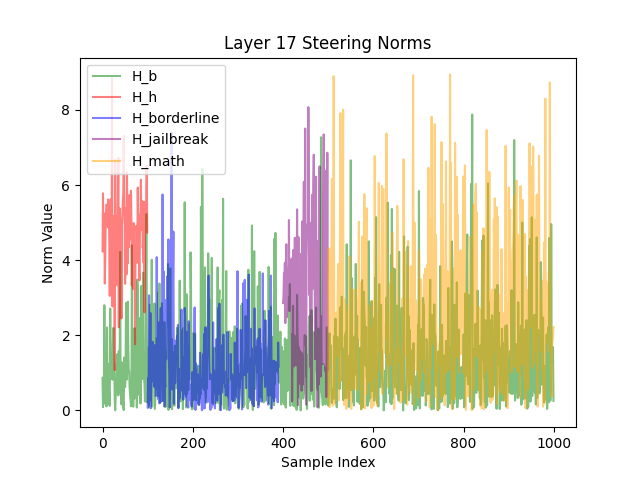 Layer 17 Steering Norms
H_b
H_h
H_borderline
H_jailbreak
H_math
Norm Value
8
6
4
2
0
0 200 400 600 800 1000
Sample Index